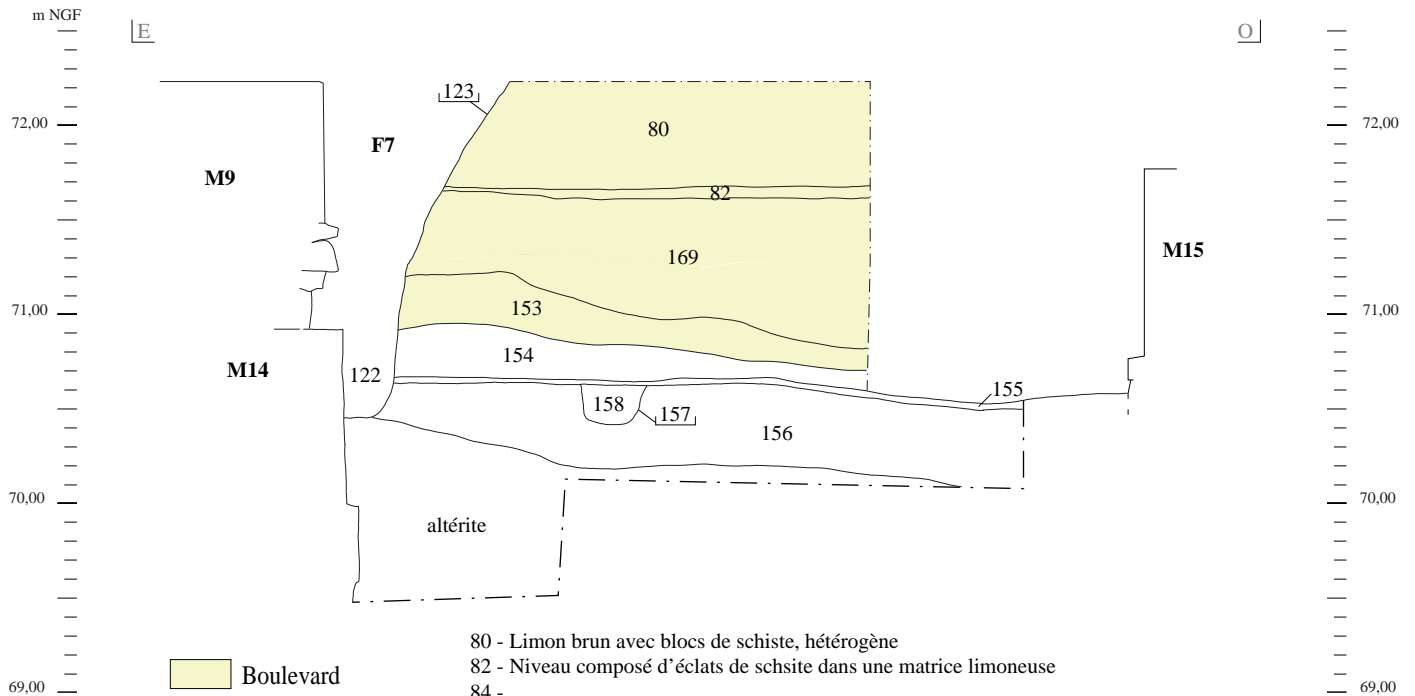 m NGF
E
O
123
72,00
80
72,00
F7
M9
82
M15
169
71,00
153
71,00
154
M14
122
155
158
157
156
70,00
70,00
altérite
80 - Limon brun avec blocs de schiste, hétérogène
Boulevard
82 - Niveau composé d’éclats de schsite dans une matrice limoneuse
69,00
84 -
69,00